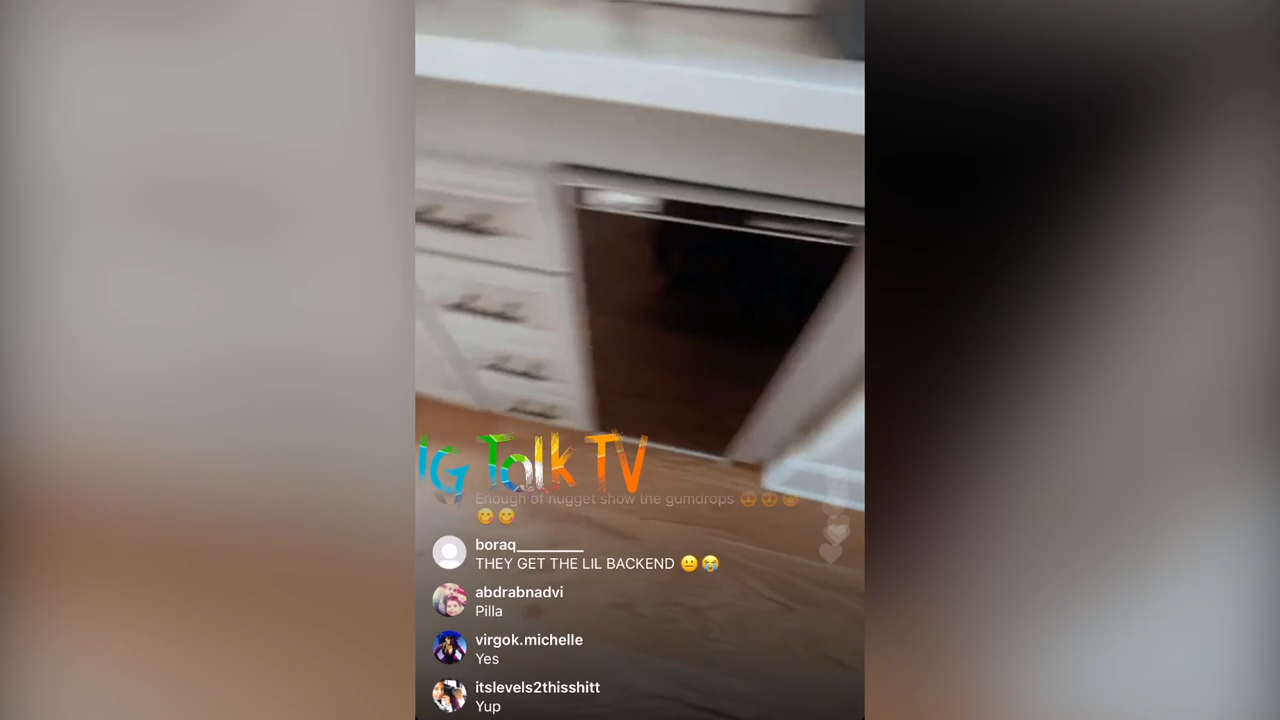 IG Talk TV
Enough of nugget show the gumdrops 🤩🤩🤩
😋😋
boraq__________
THEY GET THE LIL BACKEND 😐😭
abdrabnadvi
Pilla
virgok.michelle
Yes
itslevels2thisshitt
Yup